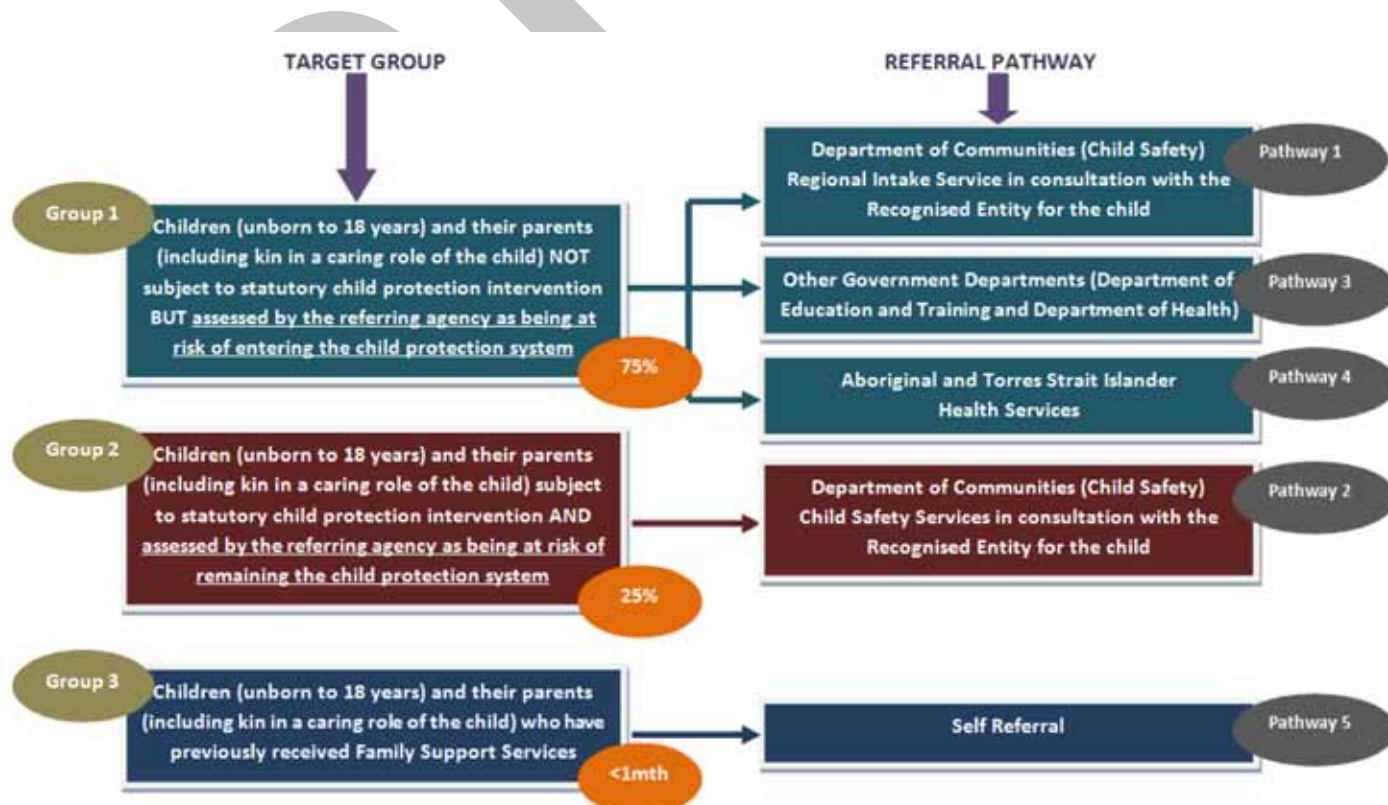 TARGET GROUP
REFERRAL PATHWAY
Group 1
Children (unborn to 18 years) and their parents
(including kin in a caring role of the child) NOT
subject to statutory child protection intervention
BUT assessed by the referring agency as being at
risk of entering the child protection system
75%
Department of Communities (Child Safety)
Regional Intake Service in consultation with the
Recognised Entity for the child
Pathway 1
Other Government Departments (Department of
Education and Training and Department of Health)
Pathway 3
Aboriginal and Torres Strait Islander
Health Services
Pathway 4
Group 2
Children (unborn to 18 years) and their parents
(including kin in a caring role of the child) subject
to statutory child protection intervention AND
assessed by the referring agency as being at risk of
remaining the child protection system
25%
Department of Communities (Child Safety)
Child Safety Services in consultation with the
Recognised Entity for the child
Pathway 2
Group 3
Children (unborn to 18 years) and their parents
(including kin in a caring role of the child) who have
previously received Family Support Services
<1mth
Self Referral
Pathway 5